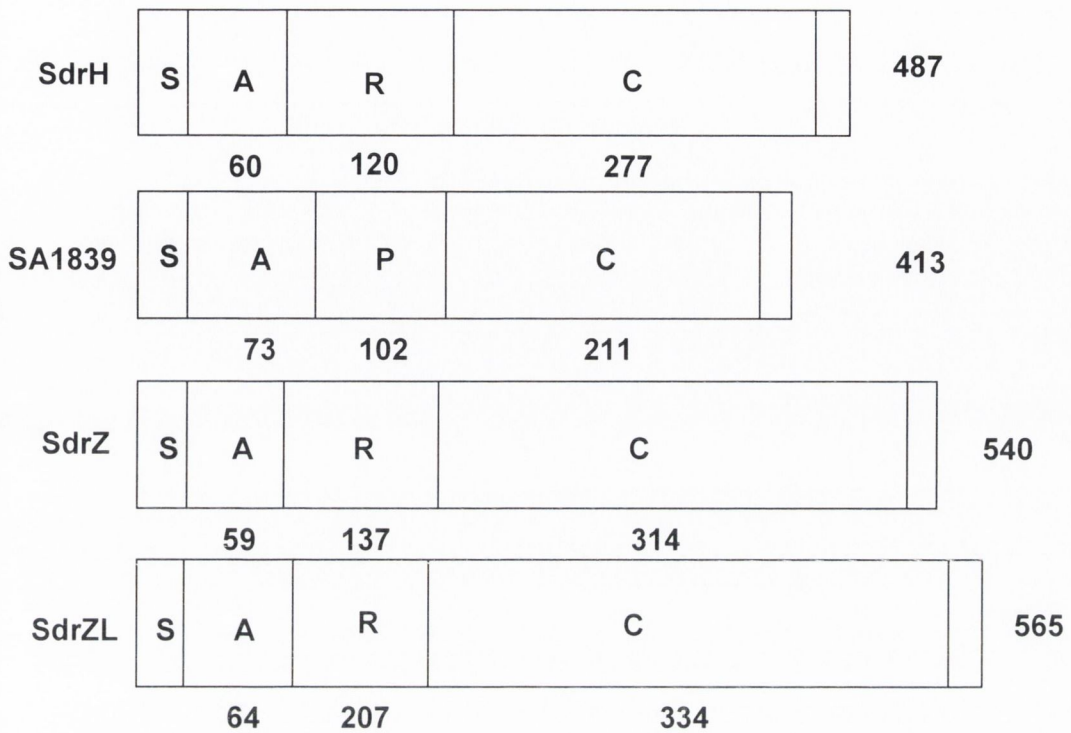 SdrH S A R C 487
60 120 277
SA1839 S A P C 413
73 102 211
SdrZ S A R C 540
59 137 314
SdrZL S A R C 565
64 207 334